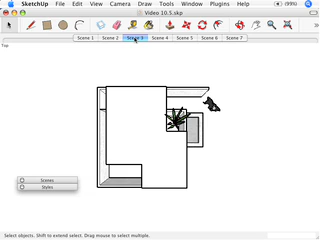 SketchUp File Edit View Camera Draw Tools Window Plugins Help (99%)
Video 10.5.skp
Scene 1 Scene 2 Scene 3 Scene 4 Scene 5 Scene 6 Scene 7
Top
Scenes
Styles
Select objects. Shift to extend select. Drag mouse to select multiple.